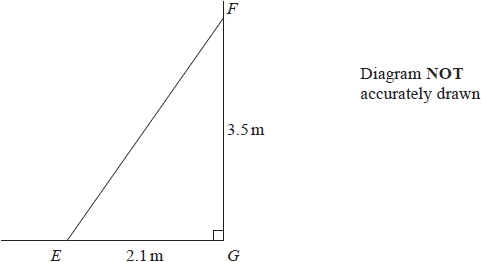 F
Diagram NOT
accurately drawn
3.5 m
E
2.1 m
G